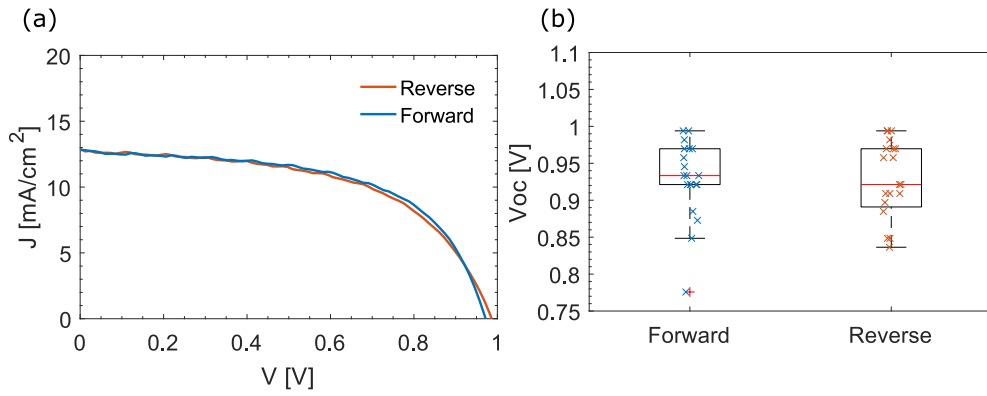 (a)
20
15
10
5
0
J [mA/cm²]
Reverse
Forward
0 0.2 0.4 0.6 0.8 1
V [V]
(b)
1.1
1.05
1
0.95
0.9
0.85
0.8
0.75
Voc [V]
Forward Reverse